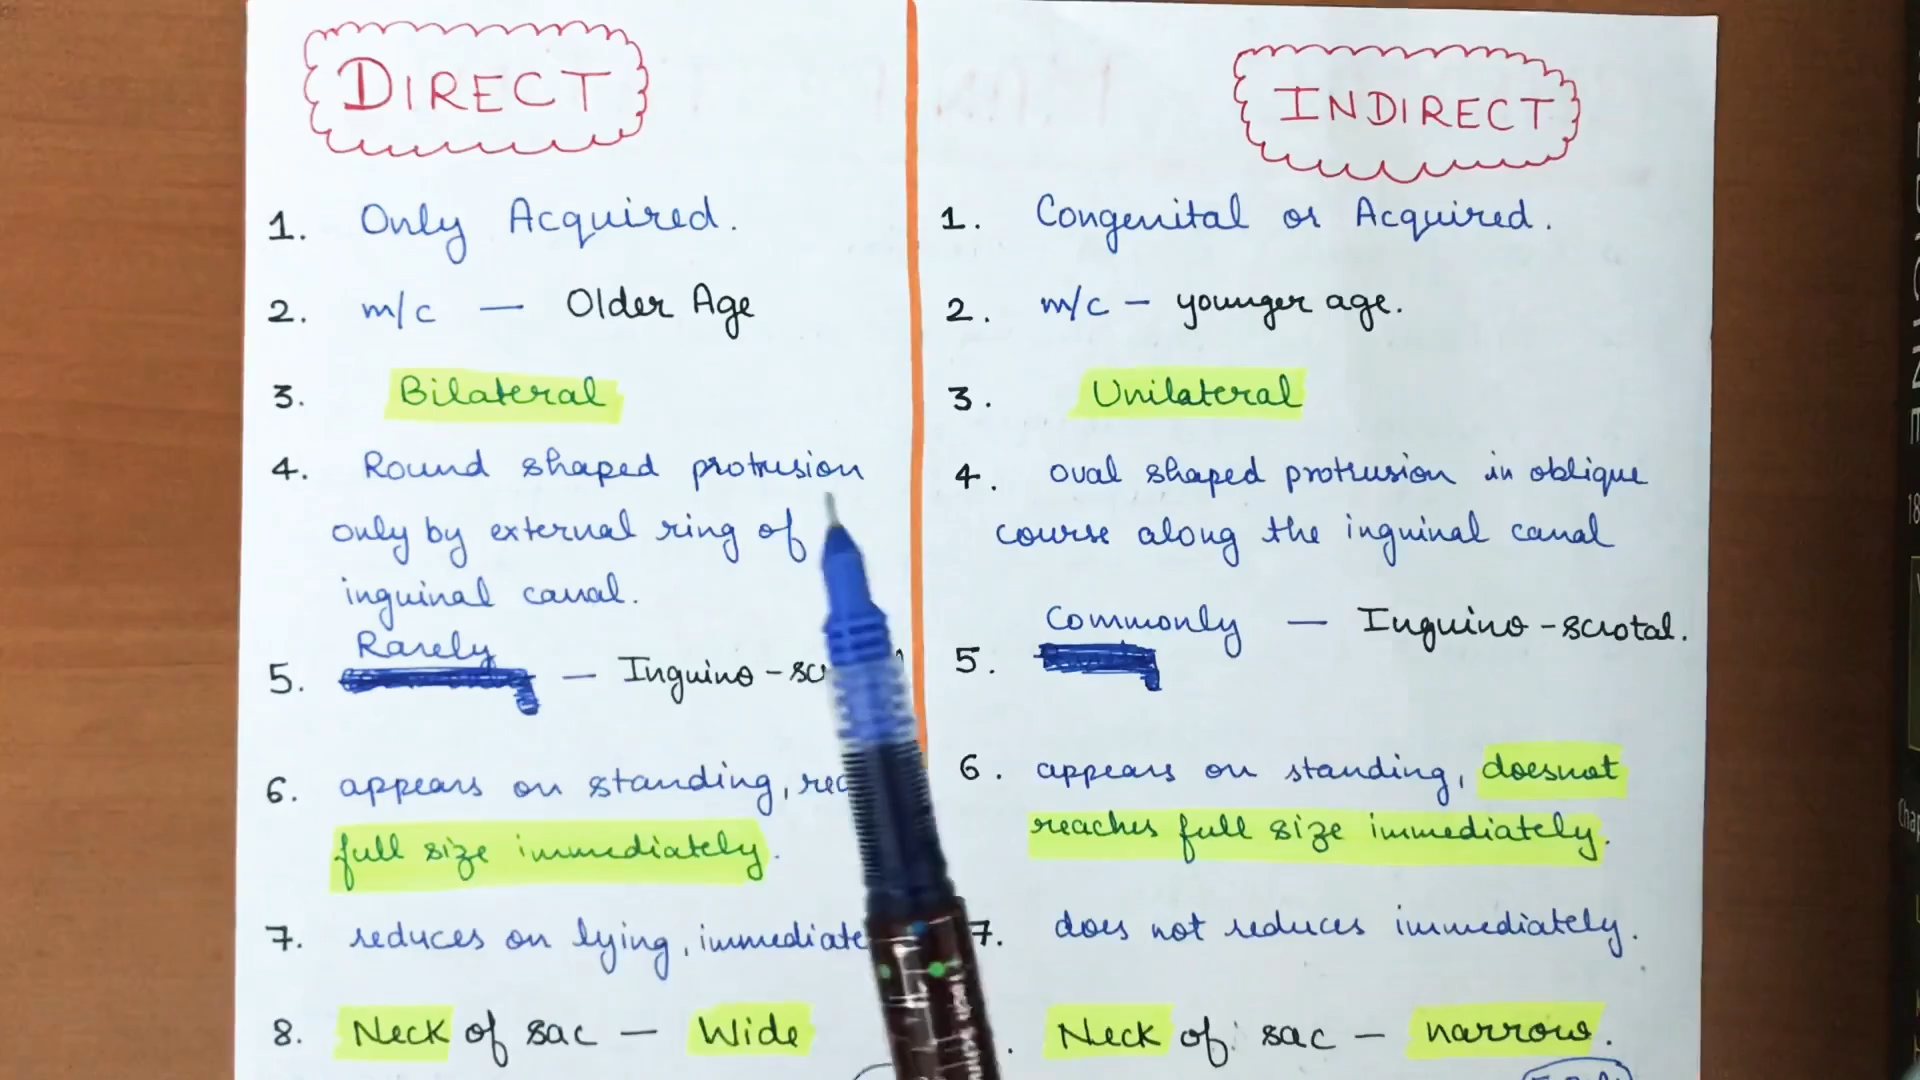 DIRECT
1. Only Acquired.
2. m/c — Older Age
3. Bilateral
4. Round shaped protrusion
only by external ring of
inguinal canal.
Rarely
5. — Inguino-
6. appears on standing,
full size immediately.
7. reduces on lying,
8. Neck of sac — Wide
INDIRECT
1. Congenital or Acquired.
2. m/c — younger age.
3. Unilateral
4. oval shaped protrusion in oblique
course along the inguinal canal
5. Commonly — Inguino-scrotal.
6. appears on standing, doesnot
reaches full size immediately.
7. does not reduces immediately.
Neck of sac — narrow.